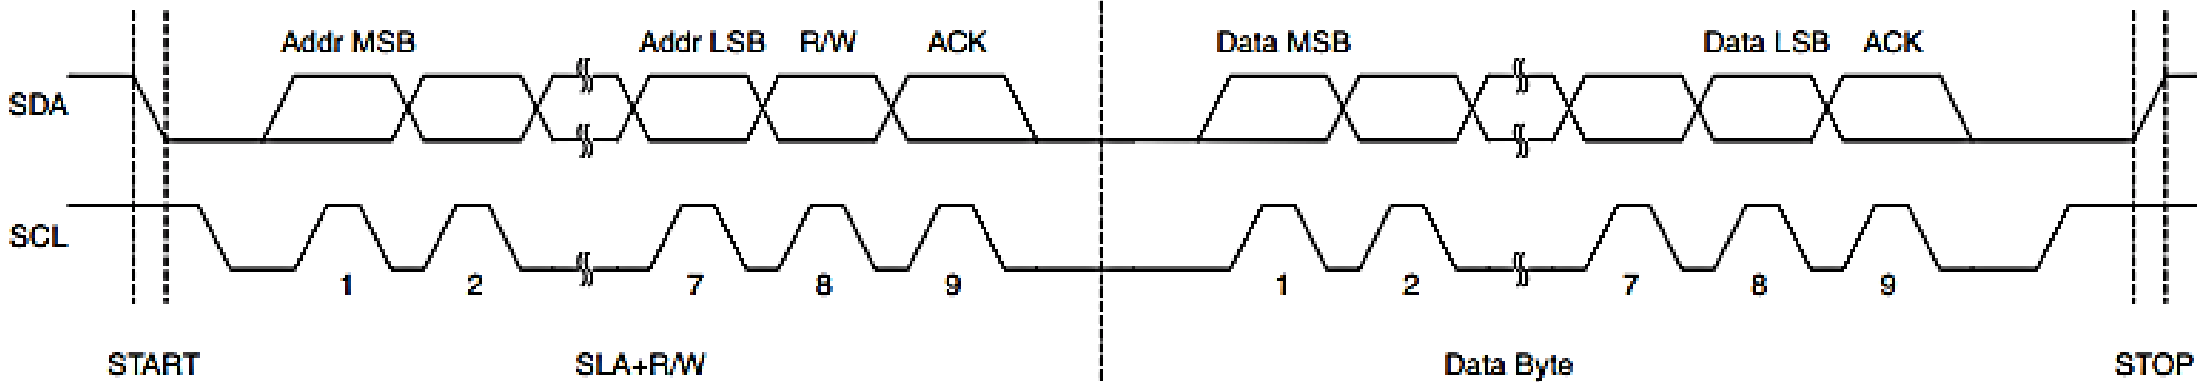 Addr MSB Addr LSB R/W ACK Data MSB Data LSB ACK
SDA
SCL
1 2 7 8 9 1 2 7 8 9
START SLA+R/W Data Byte STOP